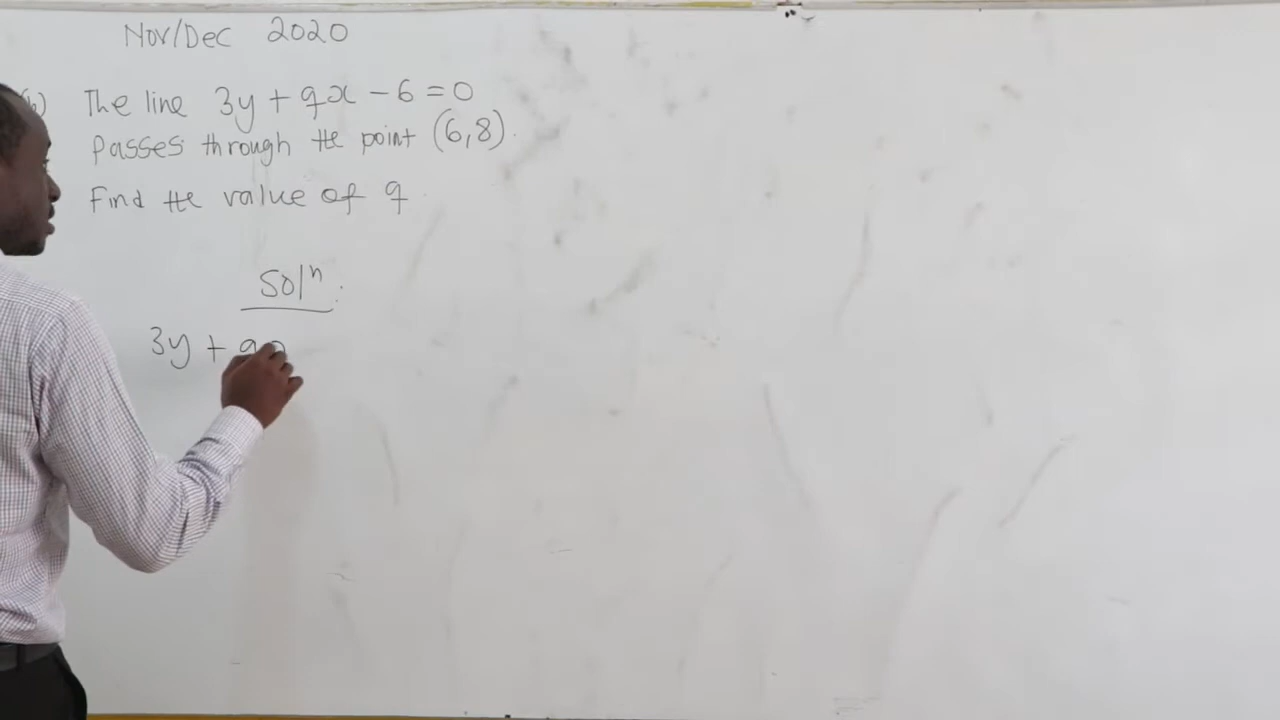 Nov/Dec 2020
The line 3y + qx - 6 = 0
passes through the point (6,8).
Find the value of q.
Solⁿ:
3y + q